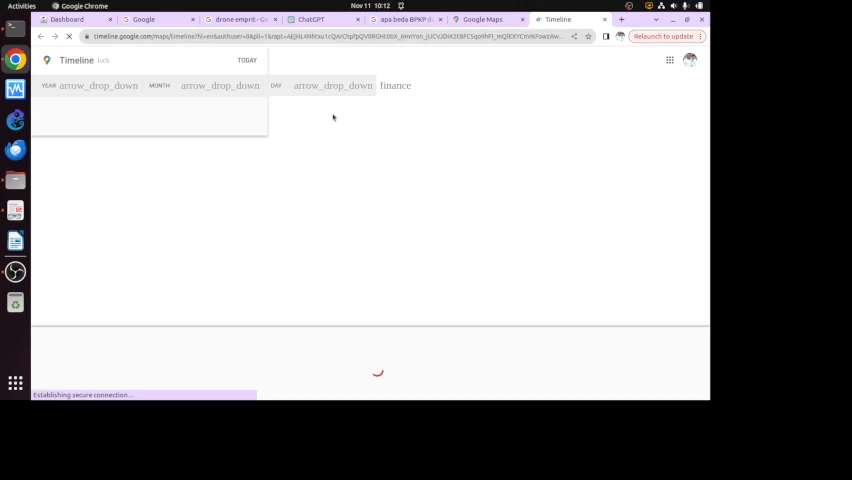 Activities Google Chrome Nov 11 10:12
Dashboard Google drone emprit - Go ChatGPT apa beda BPKP da Google Maps Timeline
Relaunch to update
Timeline lock TODAY
YEAR arrow_drop_down MONTH arrow_drop_down DAY arrow_drop_down finance
Establishing secure connection...